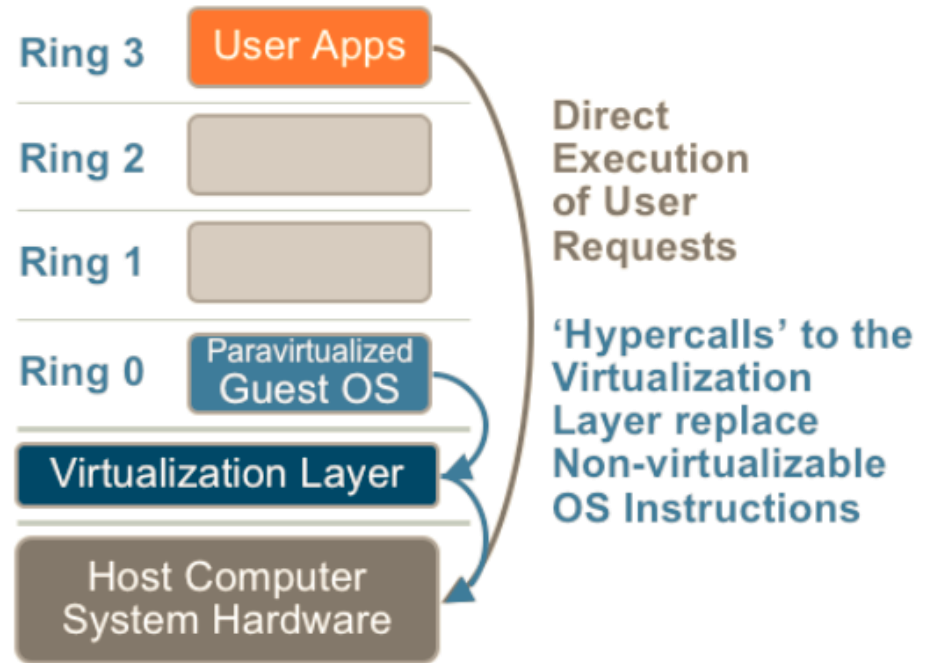 Ring 3
User Apps
Ring 2
Ring 1
Ring 0
Paravirtualized
Guest OS
Virtualization Layer
Host Computer
System Hardware
Direct
Execution
of User
Requests
‘Hypercalls’ to the
Virtualization
Layer replace
Non-virtualizable
OS Instructions